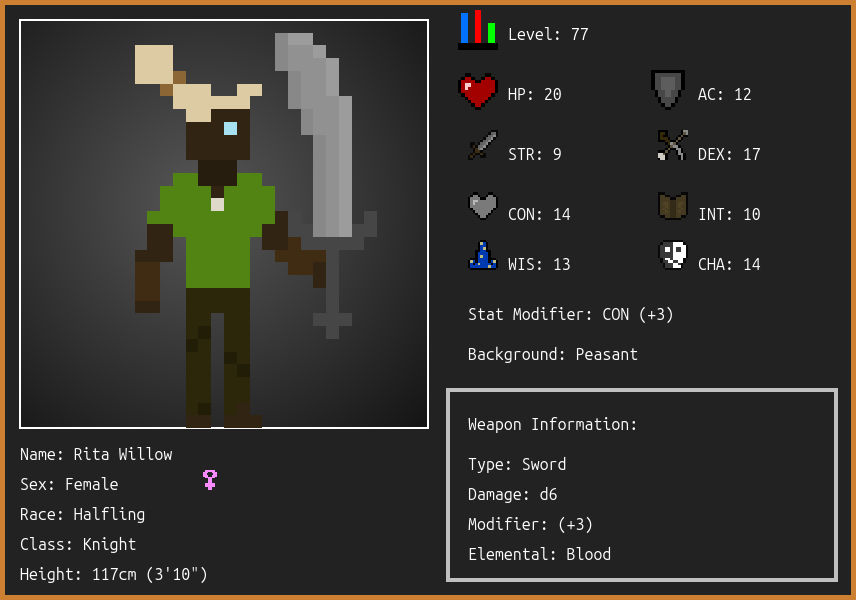 Level: 77
HP: 20
AC: 12
STR: 9
DEX: 17
CON: 14
INT: 10
WIS: 13
CHA: 14
Stat Modifier: CON (+3)
Background: Peasant
Weapon Information:
Type: Sword
Damage: d6
Modifier: (+3)
Elemental: Blood
Name: Rita Willow
Sex: Female
Race: Halfling
Class: Knight
Height: 117cm (3'10")